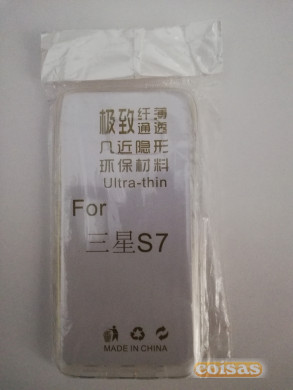 极致纤薄
通透
几近隐形
环保材料
Ultra-thin
For
三星S7
MADE IN CHINA
coisas